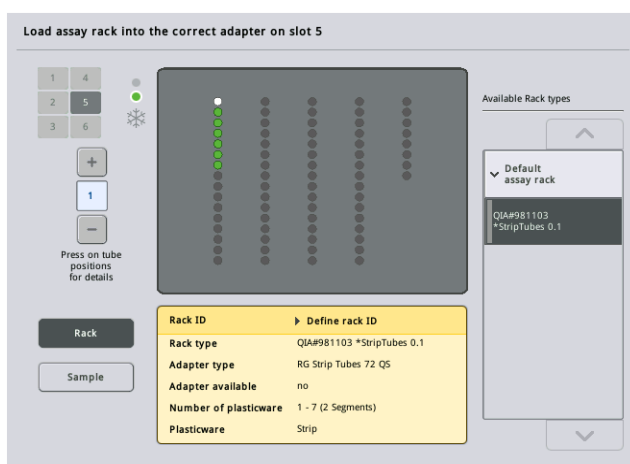 Load assay rack into the correct adapter on slot 5
1 4
2 5
3 6
+
1
−
Press on tube
positions
for details
Rack
Sample
Available Rack types
Default
assay rack
QIA#981103
*StripTubes 0.1
Rack ID Define rack ID
Rack type QIA#981103 *StripTubes 0.1
Adapter type RG Strip Tubes 72 QS
Adapter available no
Number of plasticware 1 - 7 (2 Segments)
Plasticware Strip